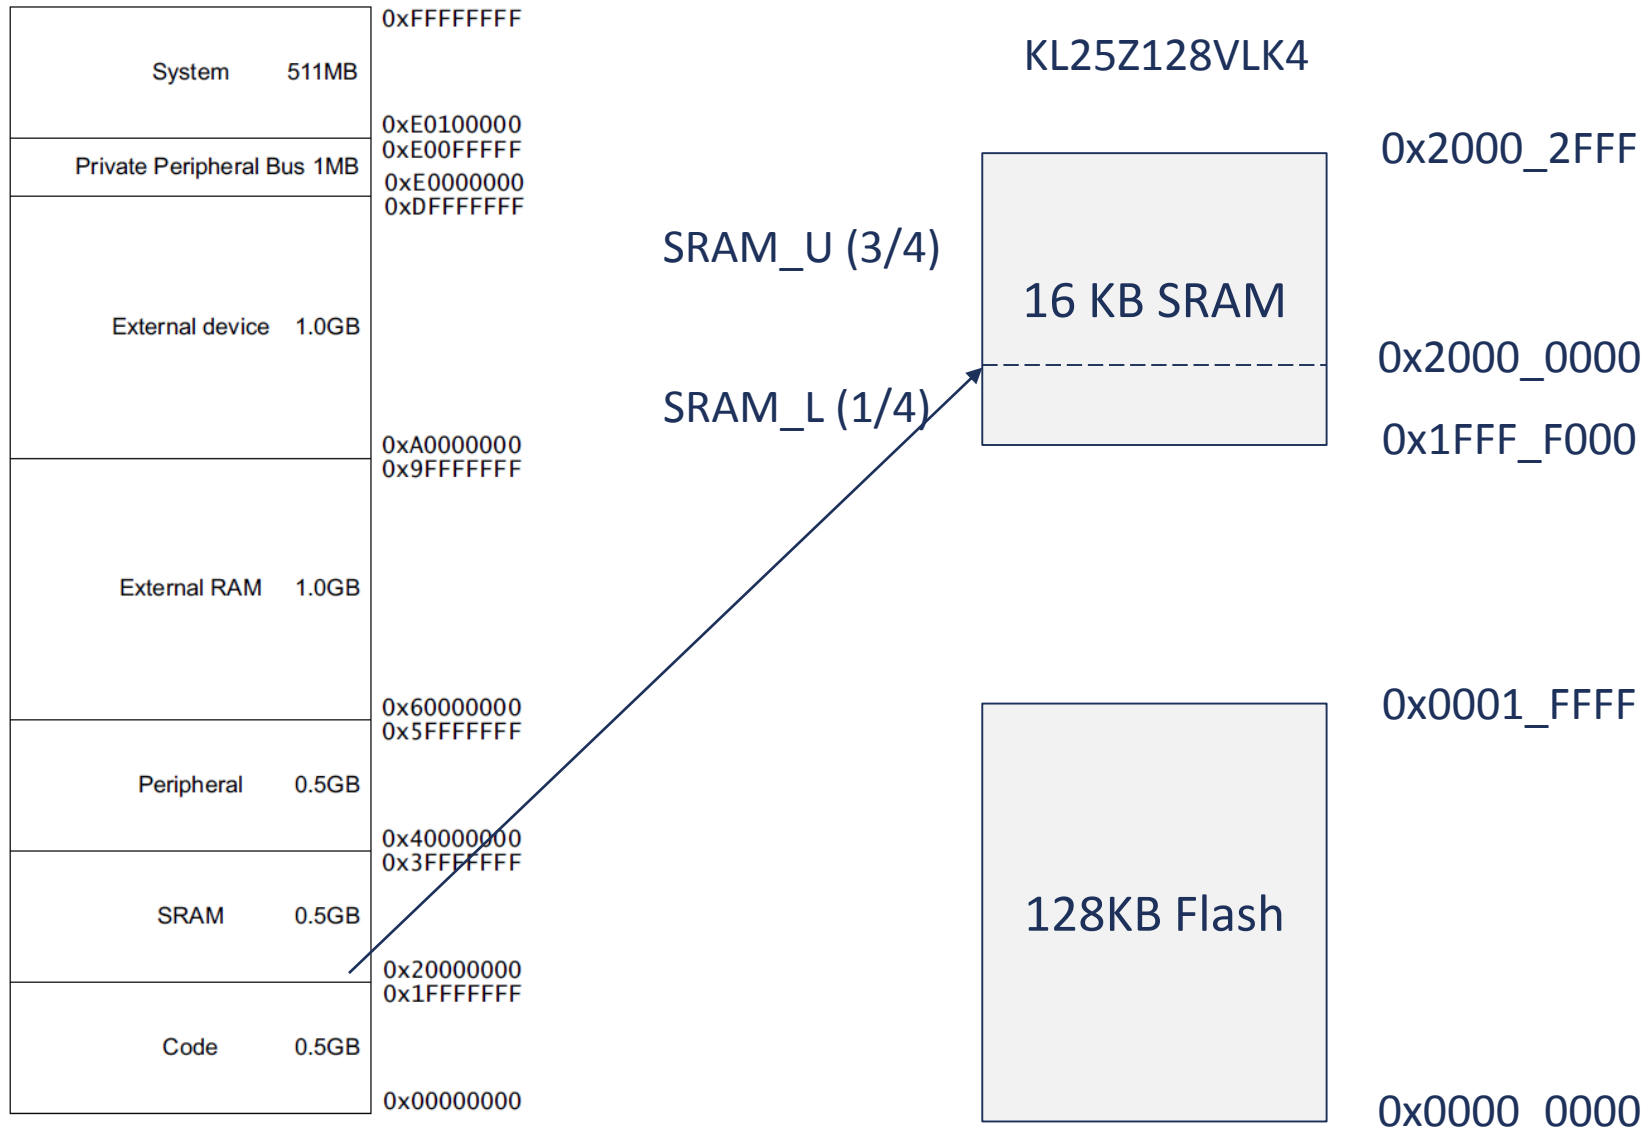 0xFFFFFFFF
System 511MB
0xE0100000
0xE00FFFFF
Private Peripheral Bus 1MB
0xE0000000
0xDFFFFFFF
External device 1.0GB
0xA0000000
0x9FFFFFFF
External RAM 1.0GB
0x60000000
0x5FFFFFFF
Peripheral 0.5GB
0x40000000
0x3FFFFFFF
SRAM 0.5GB
0x20000000
0x1FFFFFFF
Code 0.5GB
0x00000000
KL25Z128VLK4
0x2000_2FFF
SRAM_U (3/4)
16 KB SRAM
0x2000_0000
SRAM_L (1/4)
0x1FFF_F000
0x0001_FFFF
128KB Flash
0x0000_0000